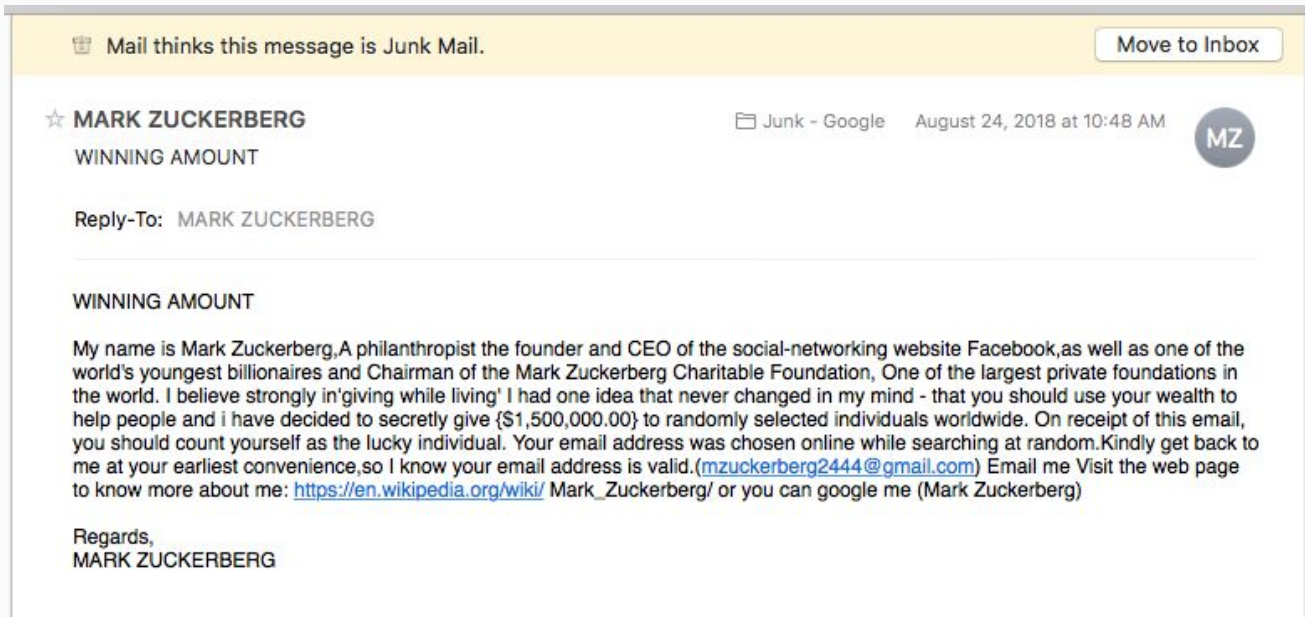 Mail thinks this message is Junk Mail.
Move to Inbox
MARK ZUCKERBERG
Junk - Google
August 24, 2018 at 10:48 AM
MZ
WINNING AMOUNT
Reply-To: MARK ZUCKERBERG
WINNING AMOUNT
My name is Mark Zuckerberg,A philanthropist the founder and CEO of the social-networking website Facebook,as well as one of the
world's youngest billionaires and Chairman of the Mark Zuckerberg Charitable Foundation, One of the largest private foundations in
the world. I believe strongly in'giving while living' I had one idea that never changed in my mind - that you should use your wealth to
help people and i have decided to secretly give {$1,500,000.00} to randomly selected individuals worldwide. On receipt of this email,
you should count yourself as the lucky individual. Your email address was chosen online while searching at random.Kindly get back to
me at your earliest convenience,so I know your email address is valid.(mzuckerberg2444@gmail.com) Email me Visit the web page
to know more about me: https://en.wikipedia.org/wiki/ Mark_Zuckerberg/ or you can google me (Mark Zuckerberg)
Regards,
MARK ZUCKERBERG